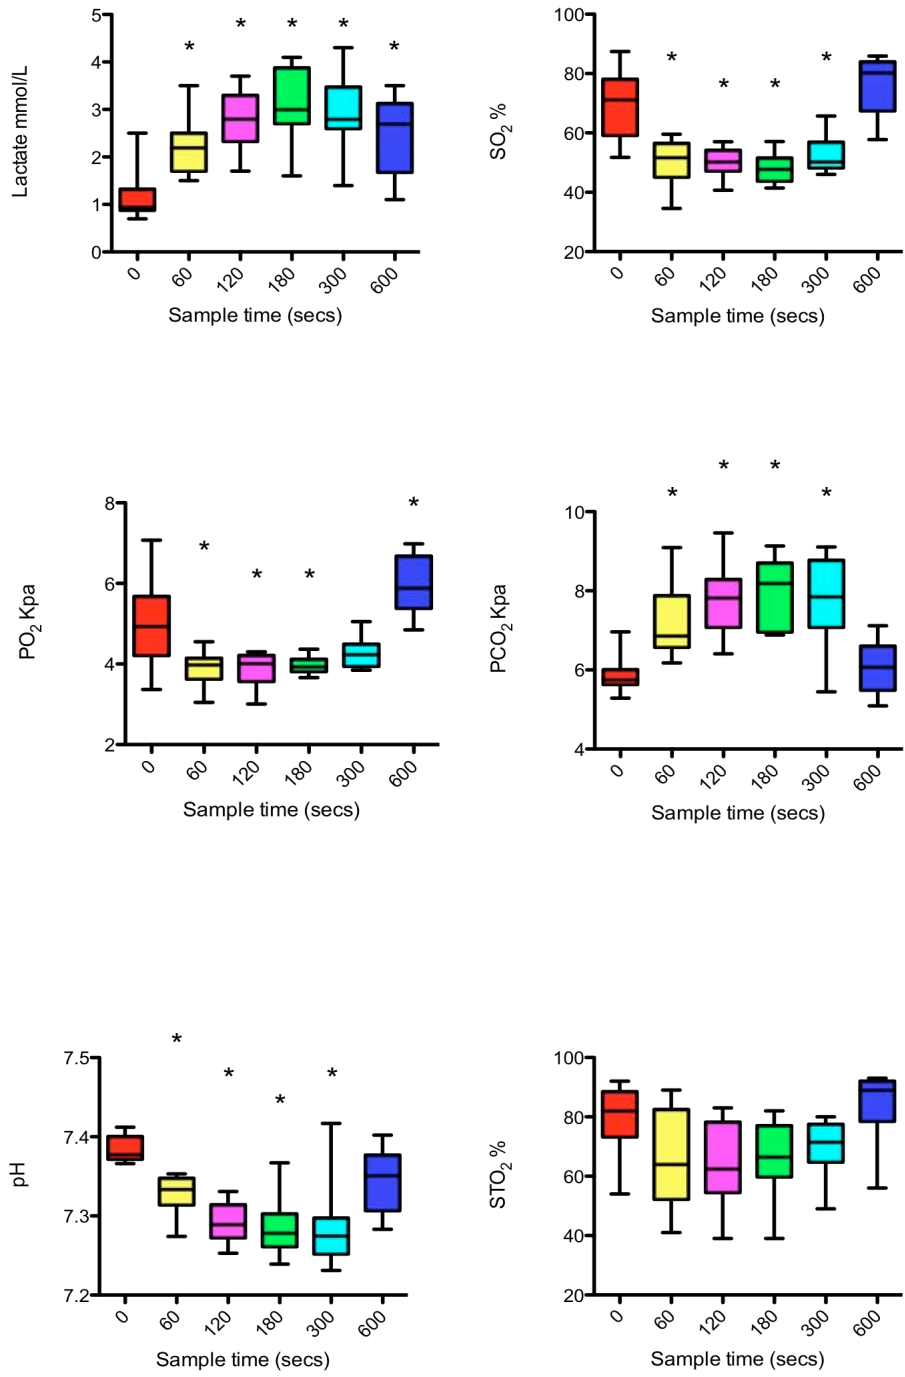 Lactate mmol/L
5
4
3
2
1
0
* * * * *
0 60 120 180 300 600
Sample time (secs)
SO2 %
100
80
60
40
20
* * * *
0 60 120 180 300 600
Sample time (secs)
PO2 Kpa
8
6
4
2
* * * *
0 60 120 180 300 600
Sample time (secs)
PCO2 Kpa
10
8
6
4
* * * *
0 60 120 180 300 600
Sample time (secs)
pH
7.5
7.4
7.3
7.2
* * * *
0 60 120 180 300 600
Sample time (secs)
STO2 %
100
80
60
40
20
0 60 120 180 300 600
Sample time (secs)